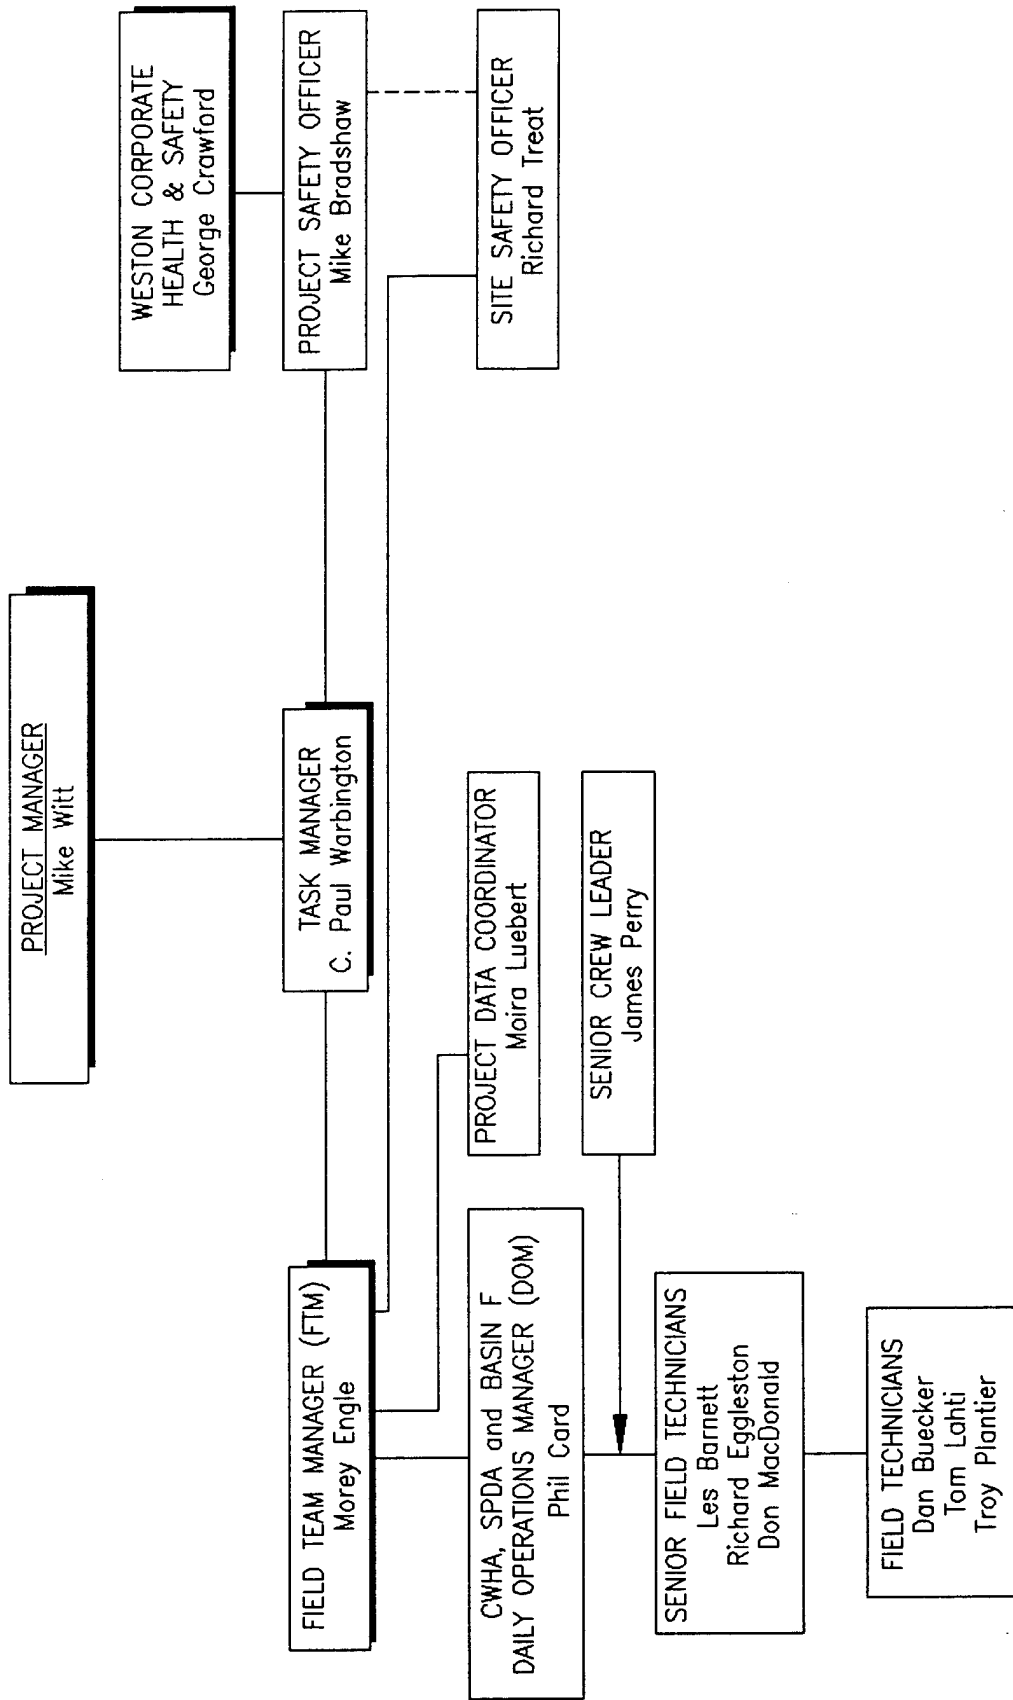 PROJECT MANAGER
Mike Witt
WESTON CORPORATE
HEALTH & SAFETY
George Crawford
FIELD TEAM MANAGER (FTM)
Morey Engle
TASK MANAGER
C. Paul Warbington
PROJECT SAFETY OFFICER
Mike Bradshaw
CWHA, SPDA and BASIN F
DAILY OPERATIONS MANAGER (DOM)
Phil Card
PROJECT DATA COORDINATOR
Moira Luebert
SITE SAFETY OFFICER
Richard Treat
SENIOR CREW LEADER
James Perry
SENIOR FIELD TECHNICIANS
Les Barnett
Richard Eggleston
Don MacDonald
FIELD TECHNICIANS
Dan Buecker
Tom Lahti
Troy Plantier